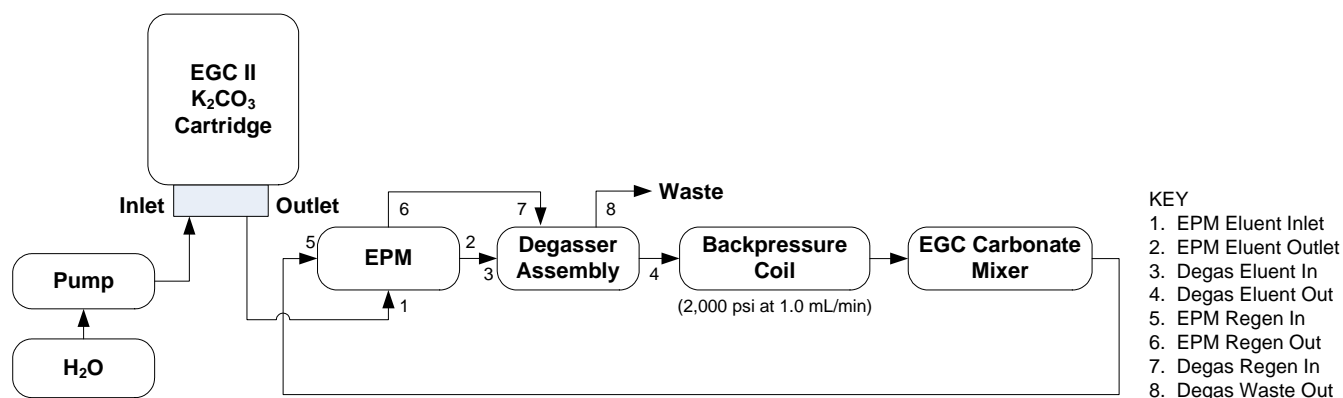 EGC II
K₂CO₃
Cartridge
Inlet
Outlet
Pump
H₂O
EPM
Degasser
Assembly
Waste
Backpressure
Coil
(2,000 psi at 1.0 mL/min)
EGC Carbonate
Mixer
1
2
3
4
5
6
7
8
KEY
1. EPM Eluent Inlet
2. EPM Eluent Outlet
3. Degas Eluent In
4. Degas Eluent Out
5. EPM Regen In
6. EPM Regen Out
7. Degas Regen In
8. Degas Waste Out